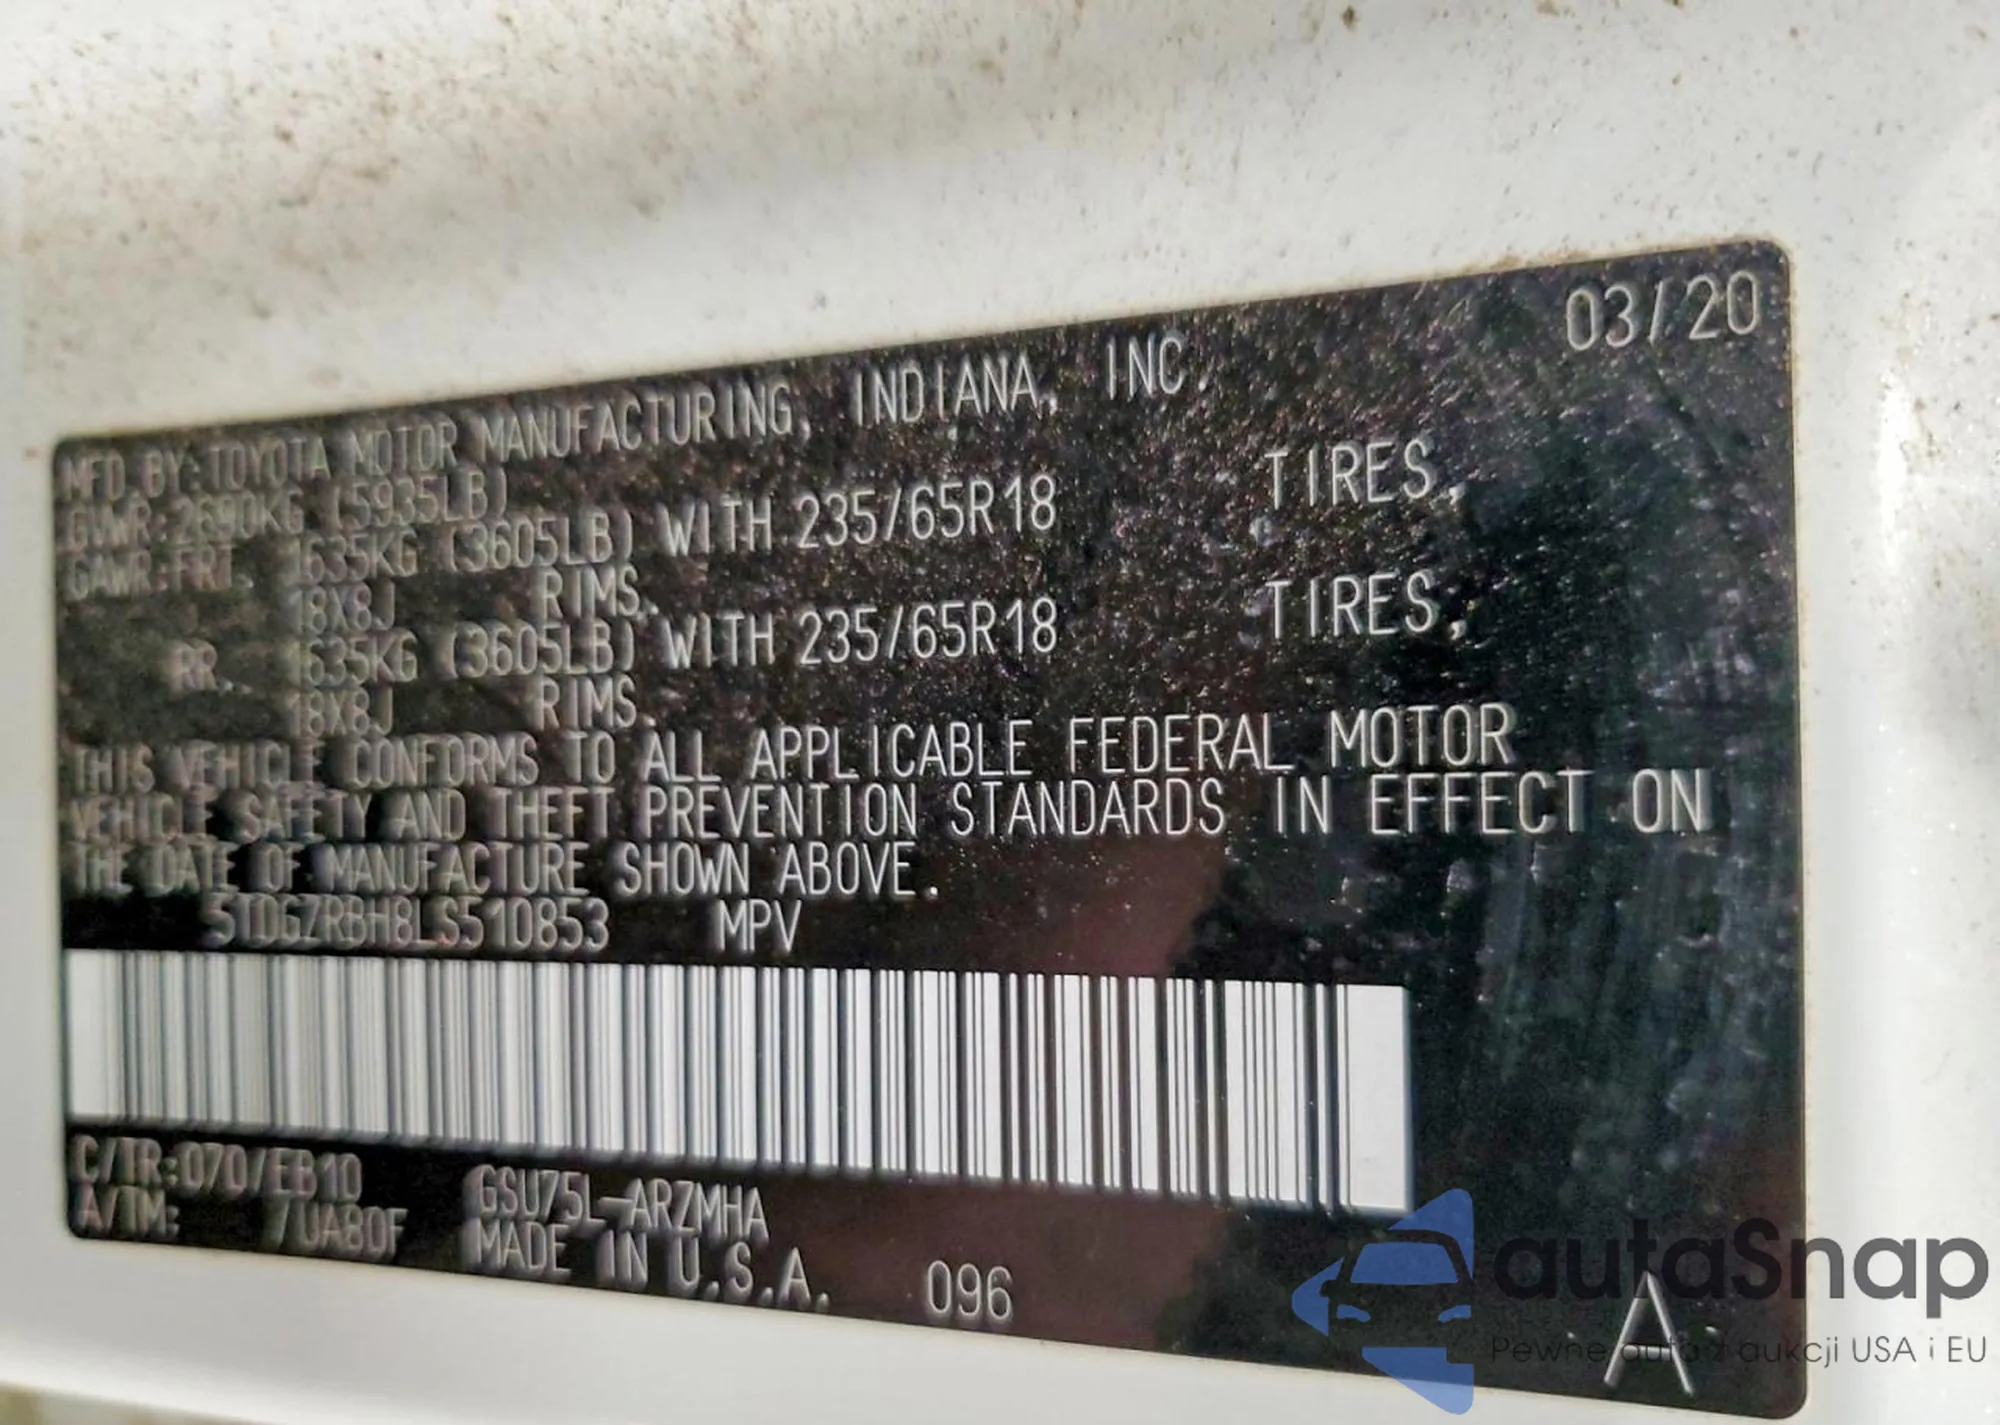 03/20
MFD BY: TOYOTA MOTOR MANUFACTURING, INDIANA, INC.
GVWR: 2690KG (5935LB)
GAWR: FRT. 1635KG (3605LB) WITH 235/65R18 TIRES,
18X8J RIMS.
RR. 1635KG (3605LB) WITH 235/65R18 TIRES,
18X8J RIMS.
THIS VEHICLE CONFORMS TO ALL APPLICABLE FEDERAL MOTOR
VEHICLE SAFETY AND THEFT PREVENTION STANDARDS IN EFFECT ON
THE DATE OF MANUFACTURE SHOWN ABOVE.
5TDGZRBH8LS510853 MPV
C/TR:070/EB10 GSU75L-ARZMHA
A/TM: /UA80F MADE IN U.S.A. 096
A
autaSnap
Pewne auta z aukcji USA i EU